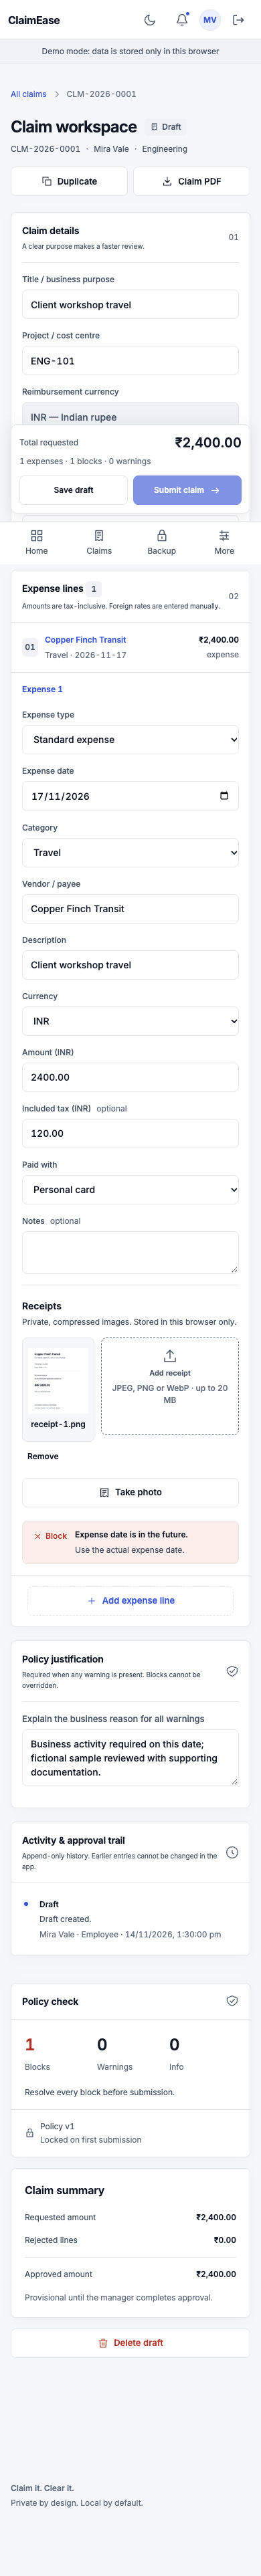 ClaimEase
MV
Demo mode: data is stored only in this browser
All claims > CLM-2026-0001
Claim workspace Draft
CLM-2026-0001 · Mira Vale · Engineering
Duplicate
Claim PDF
Claim details
A clear purpose makes a faster review.
01
Title / business purpose
Client workshop travel
Project / cost centre
ENG-101
Reimbursement currency
INR — Indian rupee
Total requested
₹2,400.00
1 expenses · 1 blocks · 0 warnings
Save draft
Submit claim →
Home
Claims
Backup
More
Expense lines 1
Amounts are tax-inclusive. Foreign rates are entered manually.
02
01
Copper Finch Transit
₹2,400.00
Travel · 2026-11-17
expense
Expense 1
Expense type
Standard expense
Expense date
17/11/2026
Category
Travel
Vendor / payee
Copper Finch Transit
Description
Client workshop travel
Currency
INR
Amount (INR)
2400.00
Included tax (INR) optional
120.00
Paid with
Personal card
Notes optional
Receipts
Private, compressed images. Stored in this browser only.
receipt-1.png
Add receipt
JPEG, PNG or WebP · up to 20
MB
Remove
Take photo
Block
Expense date is in the future.
Use the actual expense date.
+ Add expense line
Policy justification
Required when any warning is present. Blocks cannot be
overridden.
Explain the business reason for all warnings
Business activity required on this date;
fictional sample reviewed with supporting
documentation.
Activity & approval trail
Append-only history. Earlier entries cannot be changed in the
app.
Draft
Draft created.
Mira Vale · Employee · 14/11/2026, 1:30:00 pm
Policy check
1
0
0
Blocks
Warnings
Info
Resolve every block before submission.
Policy v1
Locked on first submission
Claim summary
Requested amount
₹2,400.00
Rejected lines
₹0.00
Approved amount
₹2,400.00
Provisional until the manager completes approval.
Delete draft
Claim it. Clear it.
Private by design. Local by default.